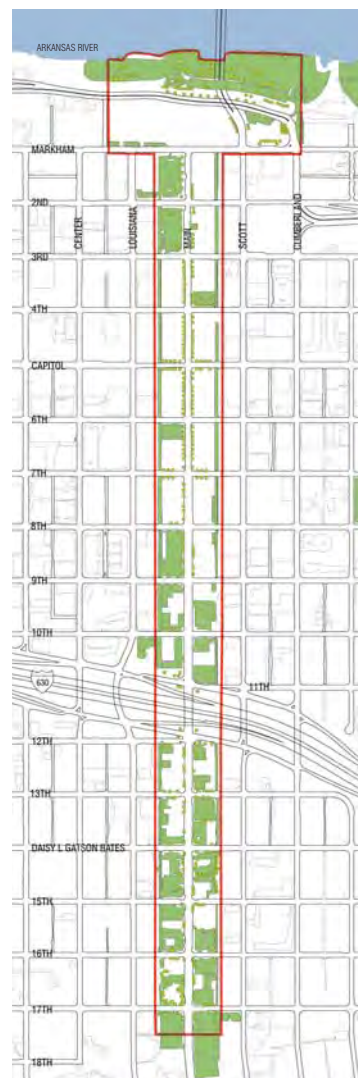 ARKANSAS RIVER
MARKHAM
2ND
CENTER
LOUISIANA
MAIN
SCOTT
CUMBERLAND
3RD
4TH
CAPITOL
6TH
7TH
8TH
9TH
10TH
630
11TH
12TH
13TH
DAISY L GATSON BATES
15TH
16TH
17TH
18TH